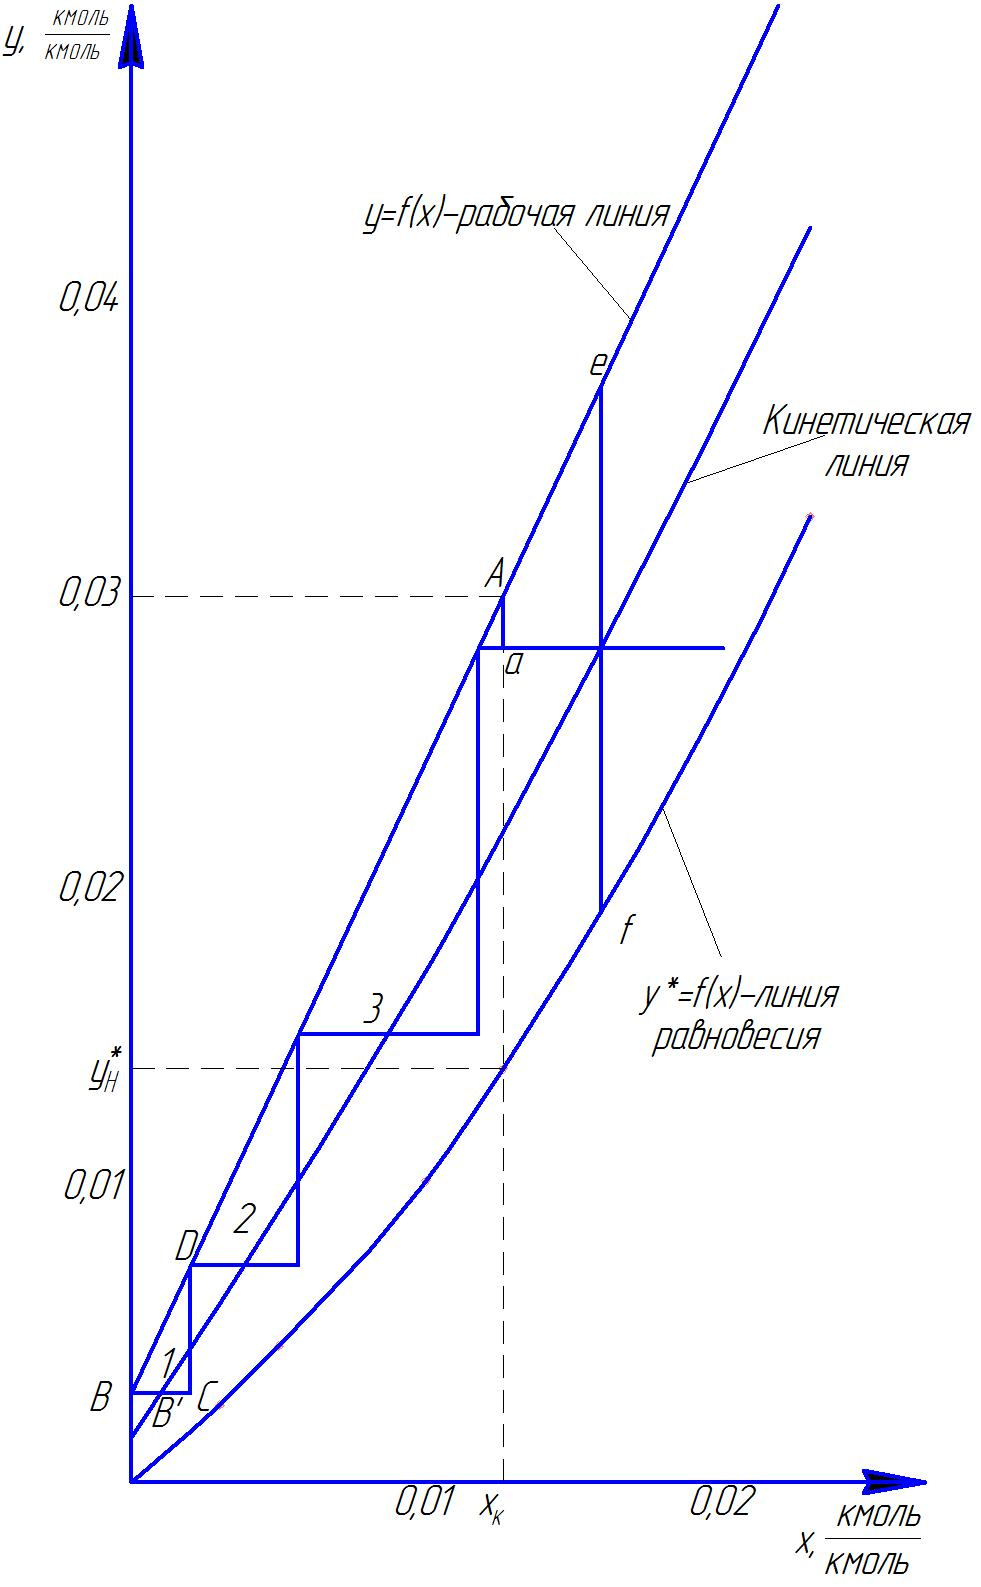 y, кмоль
кмоль
y=f(x)-рабочая линия
0,04
e
Кинетическая
линия
A
0,03
a
0,02
f
y*=f(x)-линия
равновесия
3
y*н
0,01
2
D
1
B
B'
C
0,01
xк
0,02
x, кмоль
кмоль